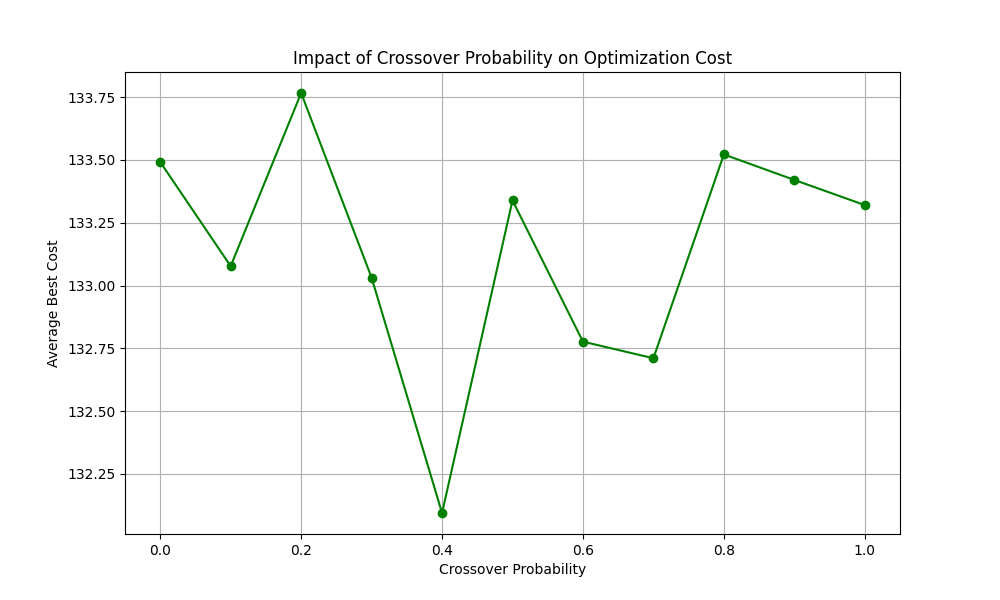 Impact of Crossover Probability on Optimization Cost
133.75
133.50
133.25
133.00
132.75
132.50
132.25
Average Best Cost
0.0 0.2 0.4 0.6 0.8 1.0
Crossover Probability